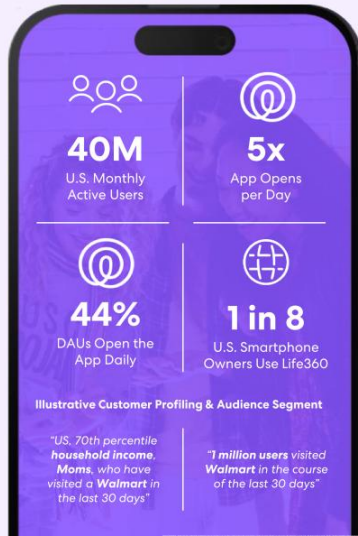 40M
U.S. Monthly
Active Users
5x
App Opens
per Day
44%
DAUs Open the
App Daily
1 in 8
U.S. Smartphone
Owners Use Life360
Illustrative Customer Profiling & Audience Segment
"US, 70th percentile
household income,
Moms, who have
visited a Walmart in
the last 30 days"
"1 million users visited
Walmart in the course
of the last 30 days"